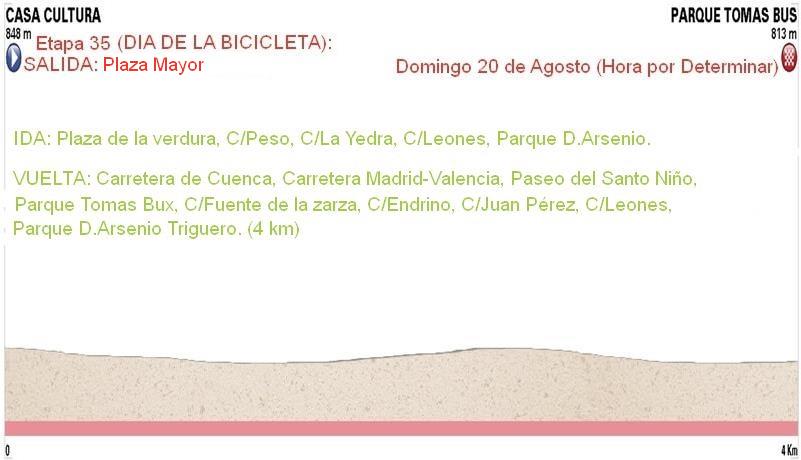 CASA CULTURA
PARQUE TOMAS BUS
848 m
813 m
Etapa 35 (DIA DE LA BICICLETA):
SALIDA: Plaza Mayor
Domingo 20 de Agosto (Hora por Determinar)
IDA: Plaza de la verdura, C/Peso, C/La Yedra, C/Leones, Parque D.Arsenio.
VUELTA: Carretera de Cuenca, Carretera Madrid-Valencia, Paseo del Santo Niño,
Parque Tomas Bux, C/Fuente de la zarza, C/Endrino, C/Juan Pérez, C/Leones,
Parque D.Arsenio Triguero. (4 km)
0
4 Km